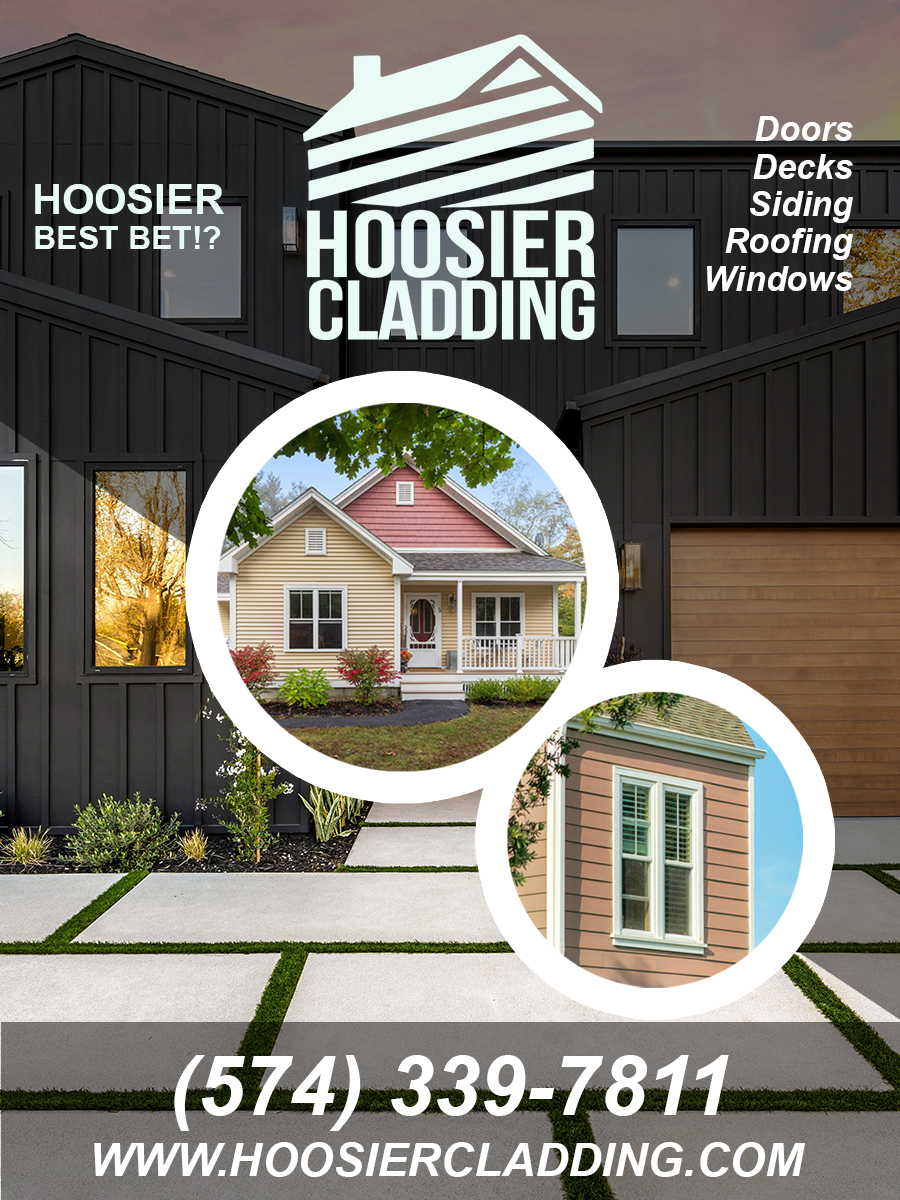 HOOSIER
BEST BET!?
HOOSIER
CLADDING
Doors
Decks
Siding
Roofing
Windows
(574) 339-7811
WWW.HOOSIERCLADDING.COM